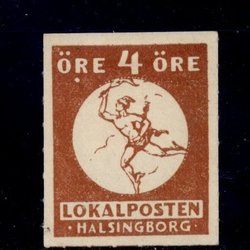 ÖRE 4 ÖRE
LOKALPOSTEN
· HALSINGBORG ·